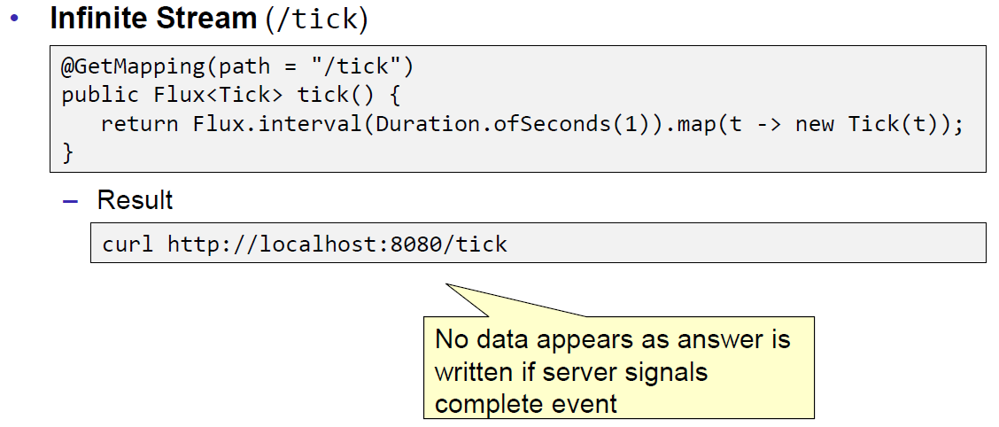 • Infinite Stream (/tick)
@GetMapping(path = "/tick")
public Flux<Tick> tick() {
   return Flux.interval(Duration.ofSeconds(1)).map(t -> new Tick(t));
}
– Result
curl http://localhost:8080/tick
No data appears as answer is
written if server signals
complete event